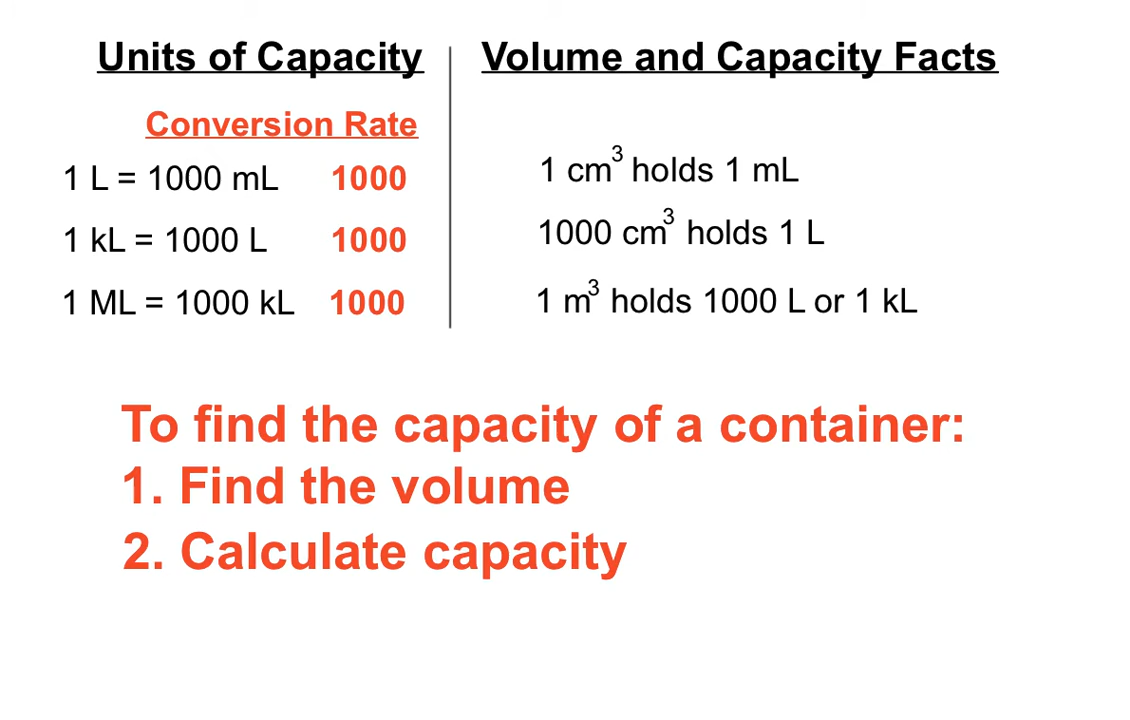 Units of Capacity
Conversion Rate
1 L = 1000 mL 1000
1 kL = 1000 L 1000
1 ML = 1000 kL 1000
Volume and Capacity Facts
1 cm³ holds 1 mL
1000 cm³ holds 1 L
1 m³ holds 1000 L or 1 kL
To find the capacity of a container:
1. Find the volume
2. Calculate capacity